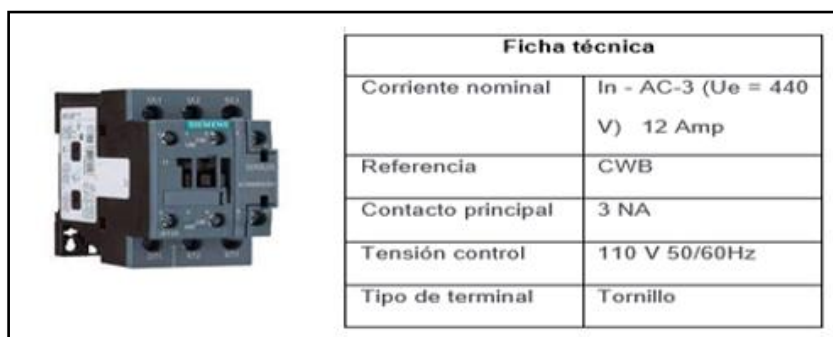 Ficha técnica
Corriente nominal
In - AC-3 (Ue = 440
V) 12 Amp
Referencia
CWB
Contacto principal
3 NA
Tensión control
110 V 50/60Hz
Tipo de terminal
Tornillo
SIEMENS